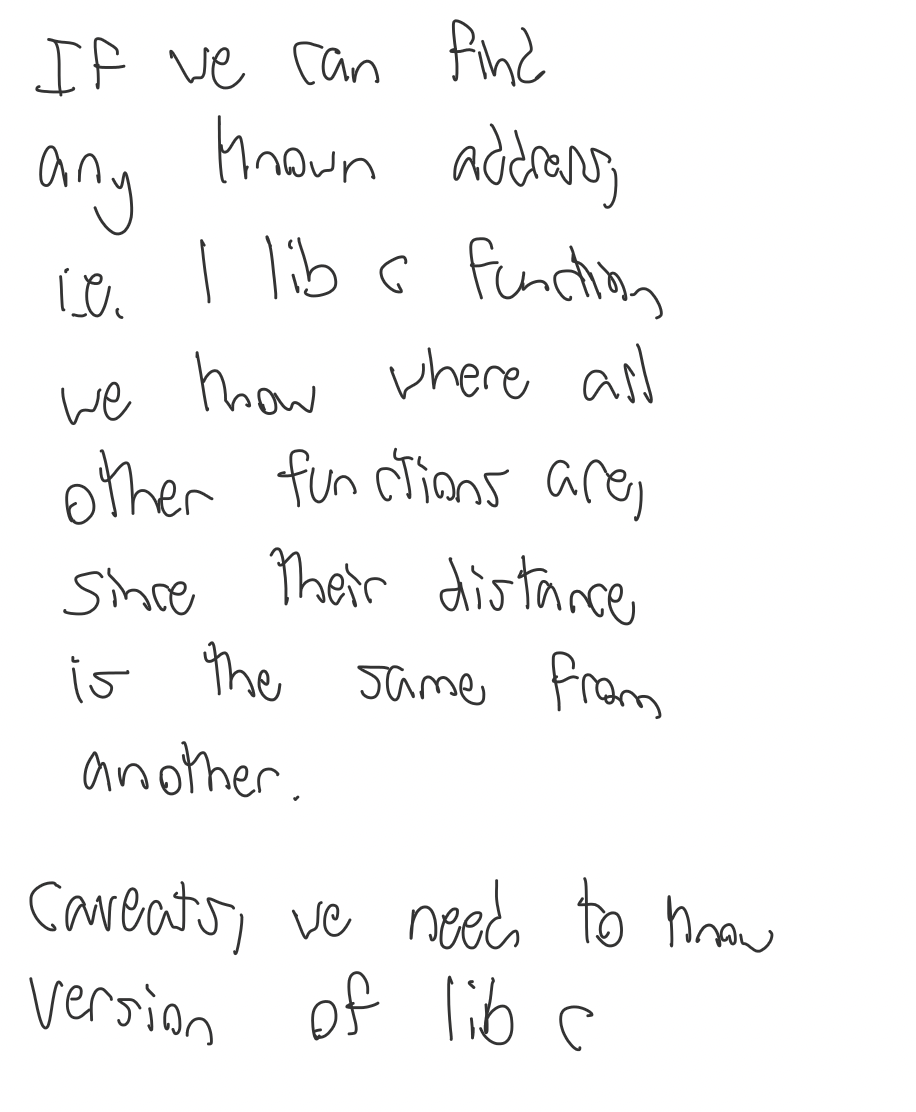 If we can find
any known address,
i.e. 1 lib c function,
we know where all
other functions are,
since their distance
is the same from
another.
Caveats, we need to know
version of lib c